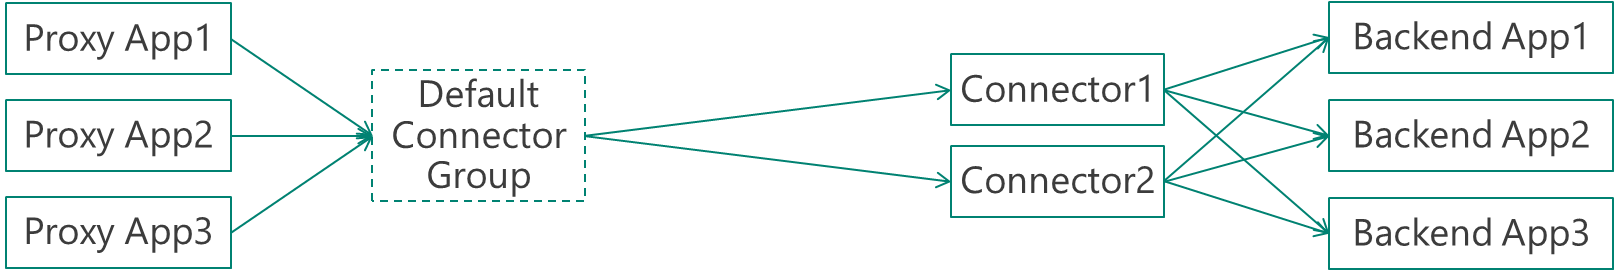 Proxy App1
Proxy App2
Proxy App3
Default
Connector
Group
Connector1
Connector2
Backend App1
Backend App2
Backend App3